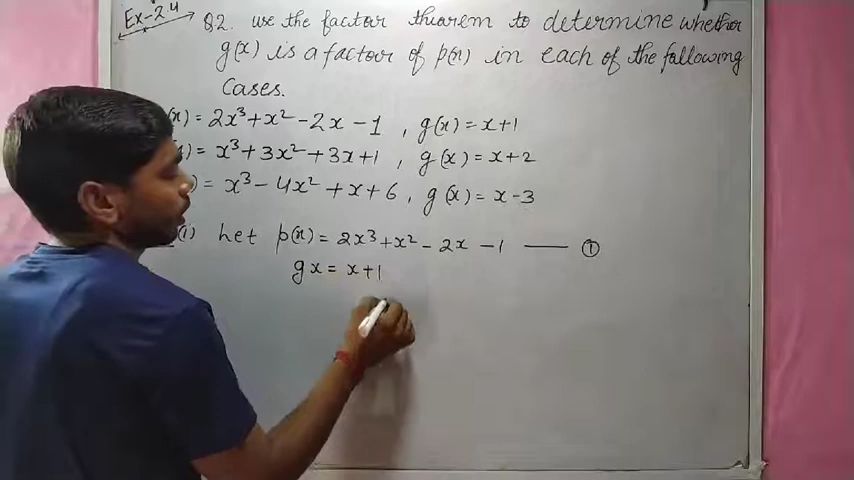 Ex-2.4
Q2. use the factor theorem to determine whether
g(x) is a factor of p(x) in each of the following
Cases.
(x) = 2x³+x²-2x-1 , g(x) = x+1
) = x³+3x²+3x+1 , g(x) = x+2
) = x³-4x²+x+6, g(x) = x-3
(i) Let p(x) = 2x³+x²-2x-1 —— ①
gx = x+1